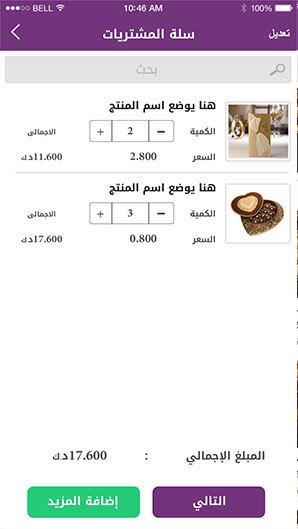 BELL 10:46 AM 100%
تعديل سلة المشتريات
بحث
هنا يوضع اسم المنتج
الكمية - 2 + الاجمالى
السعر 2.800 11.600دك
هنا يوضع اسم المنتج
الكمية - 3 + الاجمالى
السعر 0.800 17.600دك
المبلغ الإجمالي : 17.600دك
التالي إضافة المزيد